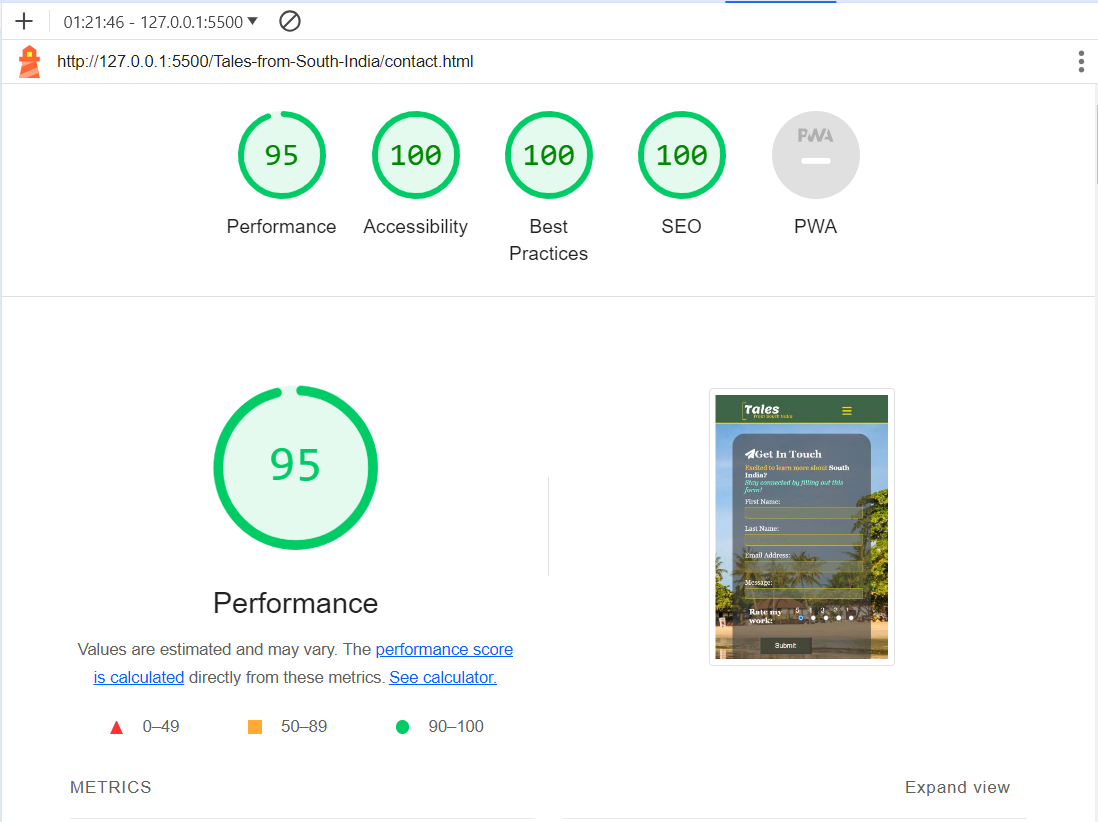 01:21:46 - 127.0.0.1:5500
http://127.0.0.1:5500/Tales-from-South-India/contact.html
95
100
100
100
PWA
Performance
Accessibility
Best
Practices
SEO
PWA
95
Performance
Values are estimated and may vary. The performance score
is calculated directly from these metrics. See calculator.
0–49
50–89
90–100
Tales
From South India
Get In Touch
Excited to learn more about South
India?
Stay connected by filling out this
form!
First Name:
Last Name:
Email Address:
Message:
Rate my
work:
5 4 3 2 1
Submit
METRICS
Expand view